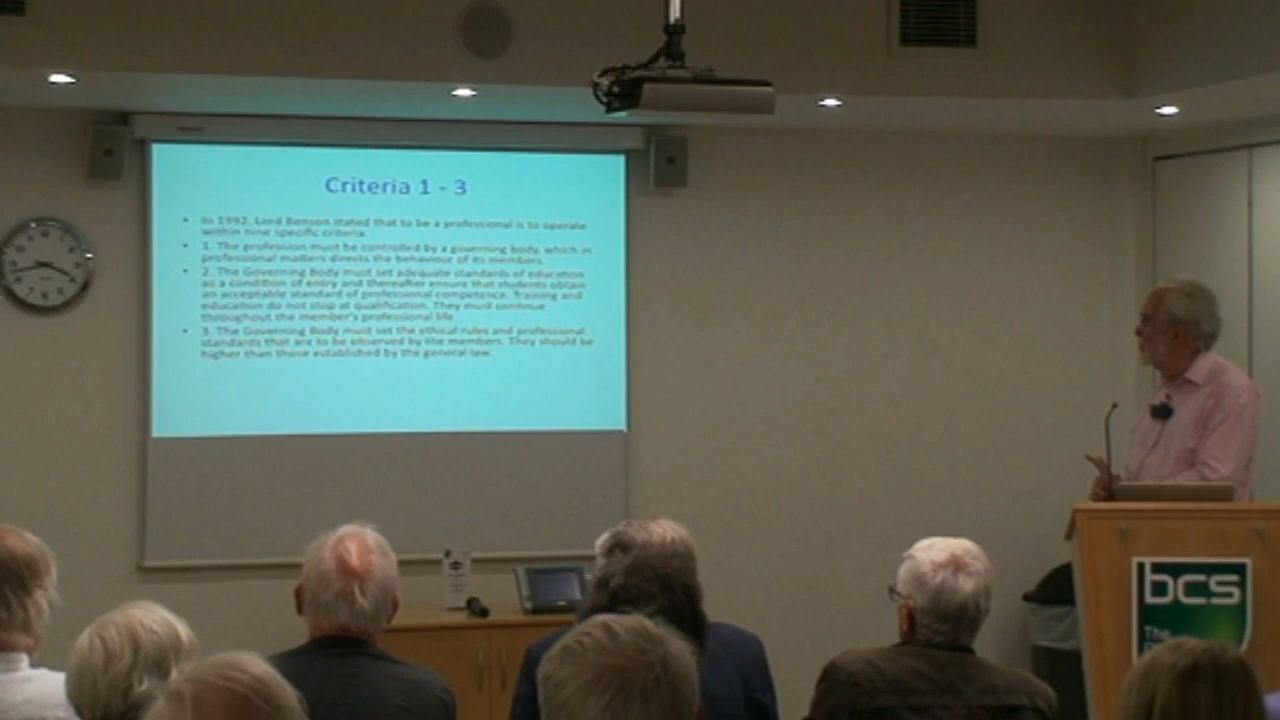 Criteria 1 - 3
• In 1992, Lord Benson stated that to be a professional is to operate
within nine specific criteria.
• 1. The profession must be controlled by a governing body, which in
professional matters directs the behaviour of its members.
• 2. The Governing Body must set adequate standards of education
as a condition of entry and thereafter ensure that students obtain
an acceptable standard of professional competence. Training and
education do not stop at qualification. They must continue
throughout the member's professional life.
• 3. The Governing Body must set the ethical rules and professional
standards that are to be observed by the members. They should be
higher than those established by the general law.
bcs
The